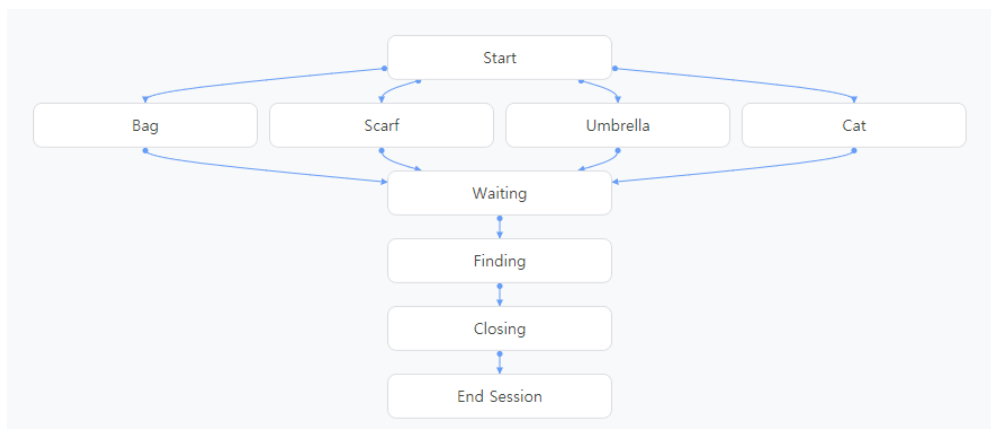 Start
Bag
Scarf
Umbrella
Cat
Waiting
Finding
Closing
End Session